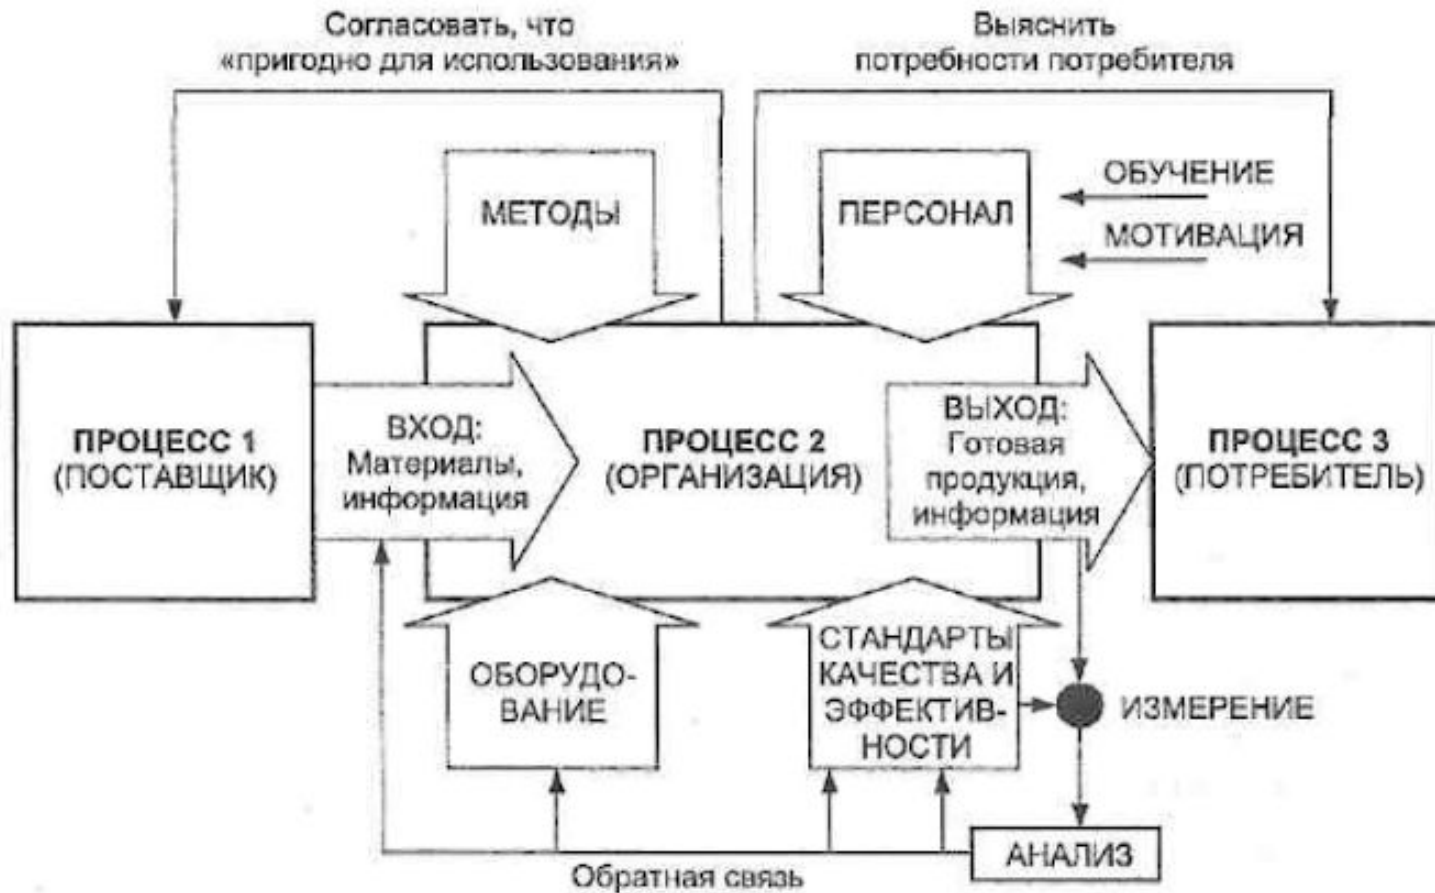 Согласовать, что
«пригодно для использования»
Выяснить
потребности потребителя
МЕТОДЫ
ПЕРСОНАЛ
ОБУЧЕНИЕ
МОТИВАЦИЯ
ПРОЦЕСС 1
(ПОСТАВЩИК)
ВХОД:
Материалы,
информация
ПРОЦЕСС 2
(ОРГАНИЗАЦИЯ)
ВЫХОД:
Готовая
продукция,
информация
ПРОЦЕСС 3
(ПОТРЕБИТЕЛЬ)
ОБОРУДО-
ВАНИЕ
СТАНДАРТЫ
КАЧЕСТВА И
ЭФФЕКТИВ-
НОСТИ
ИЗМЕРЕНИЕ
АНАЛИЗ
Обратная связь